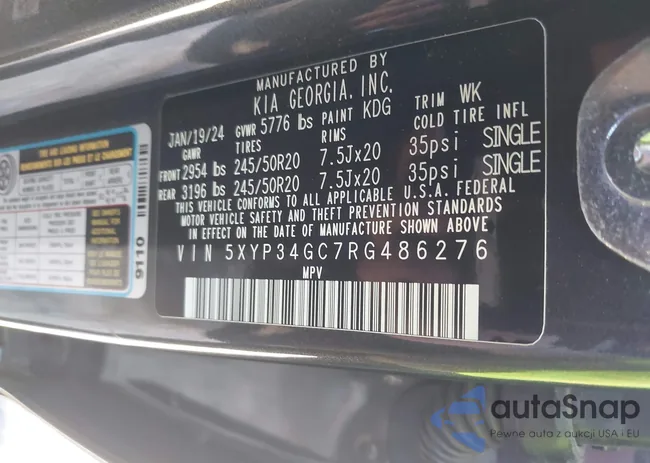 MANUFACTURED BY
KIA GEORGIA, INC.
JAN/19/24 GVWR 5776 lbs PAINT KDG TRIM WK
GAWR TIRES RIMS COLD TIRE INFL
FRONT 2954 lbs 245/50R20 7.5Jx20 35psi SINGLE
REAR 3196 lbs 245/50R20 7.5Jx20 35psi SINGLE
THIS VEHICLE CONFORMS TO ALL APPLICABLE U.S.A. FEDERAL
MOTOR VEHICLE SAFETY AND THEFT PREVENTION STANDARDS
IN EFFECT ON THE DATE OF MANUFACTURE SHOWN ABOVE
VIN 5XYP34GC7RG486276
MPV
9110
autoSnap
Pewne auta z aukcji USA i EU